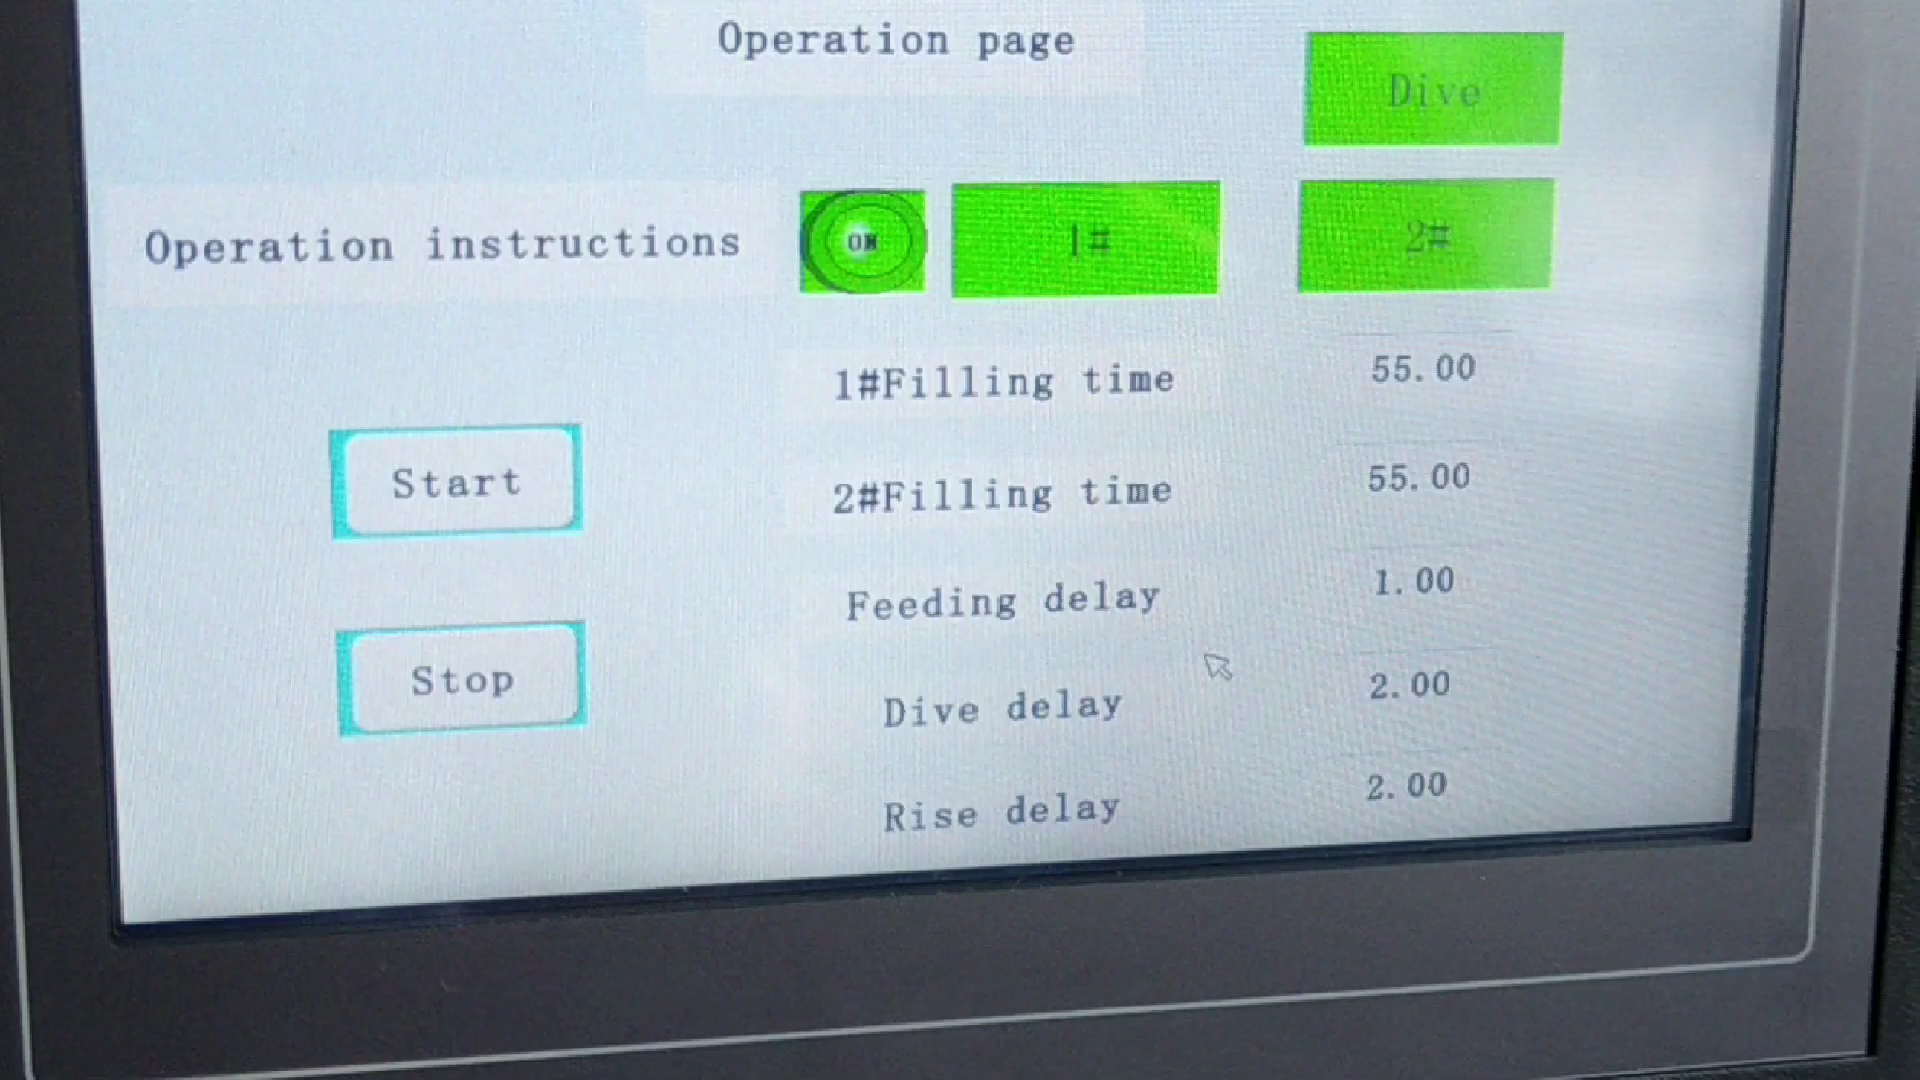 Operation page
Dive
Operation instructions ON 1# 2#
1#Filling time 55.00
Start
2#Filling time 55.00
Feeding delay 1.00
Stop
Dive delay 2.00
Rise delay 2.00